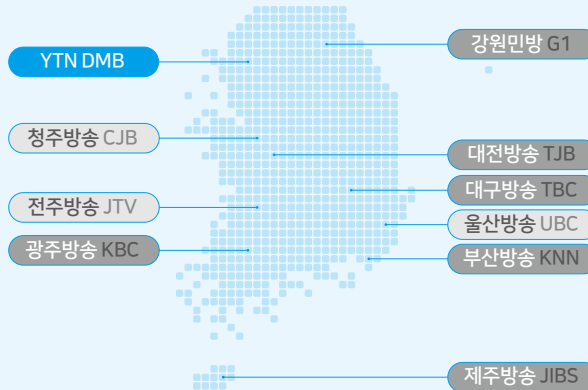 강원민방 G1
YTN DMB
청주방송 CJB
대전방송 TJB
대구방송 TBC
전주방송 JTV
울산방송 UBC
광주방송 KBC
부산방송 KNN
제주방송 JIBS